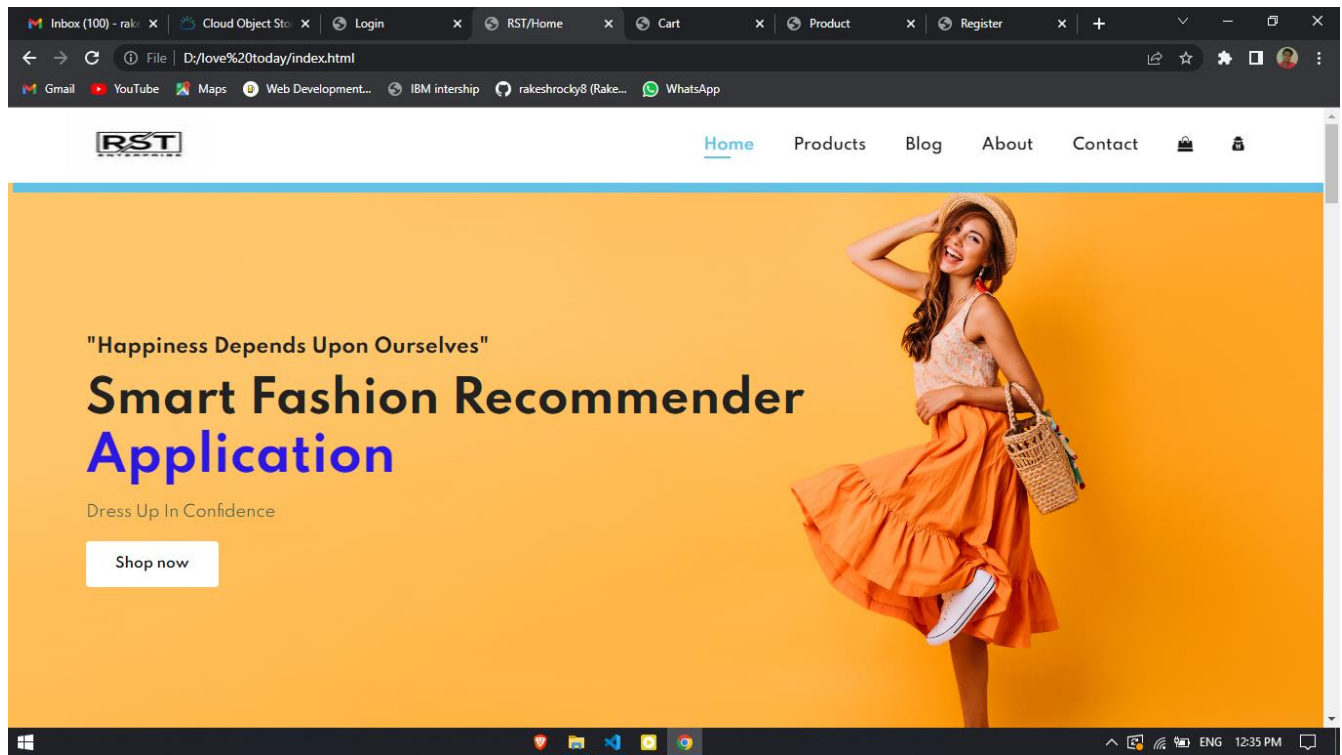 Inbox (100) - rak
Cloud Object Sto
Login
RST/Home
Cart
Product
Register
File
D:/love%20today/index.html
Gmail
YouTube
Maps
Web Development...
IBM intership
rakeshrocky8 (Rake...
WhatsApp
RST
ENTERPRISE
Home Products Blog About Contact
"Happiness Depends Upon Ourselves"
Smart Fashion Recommender
Application
Dress Up In Confidence
Shop now
ENG 12:35 PM